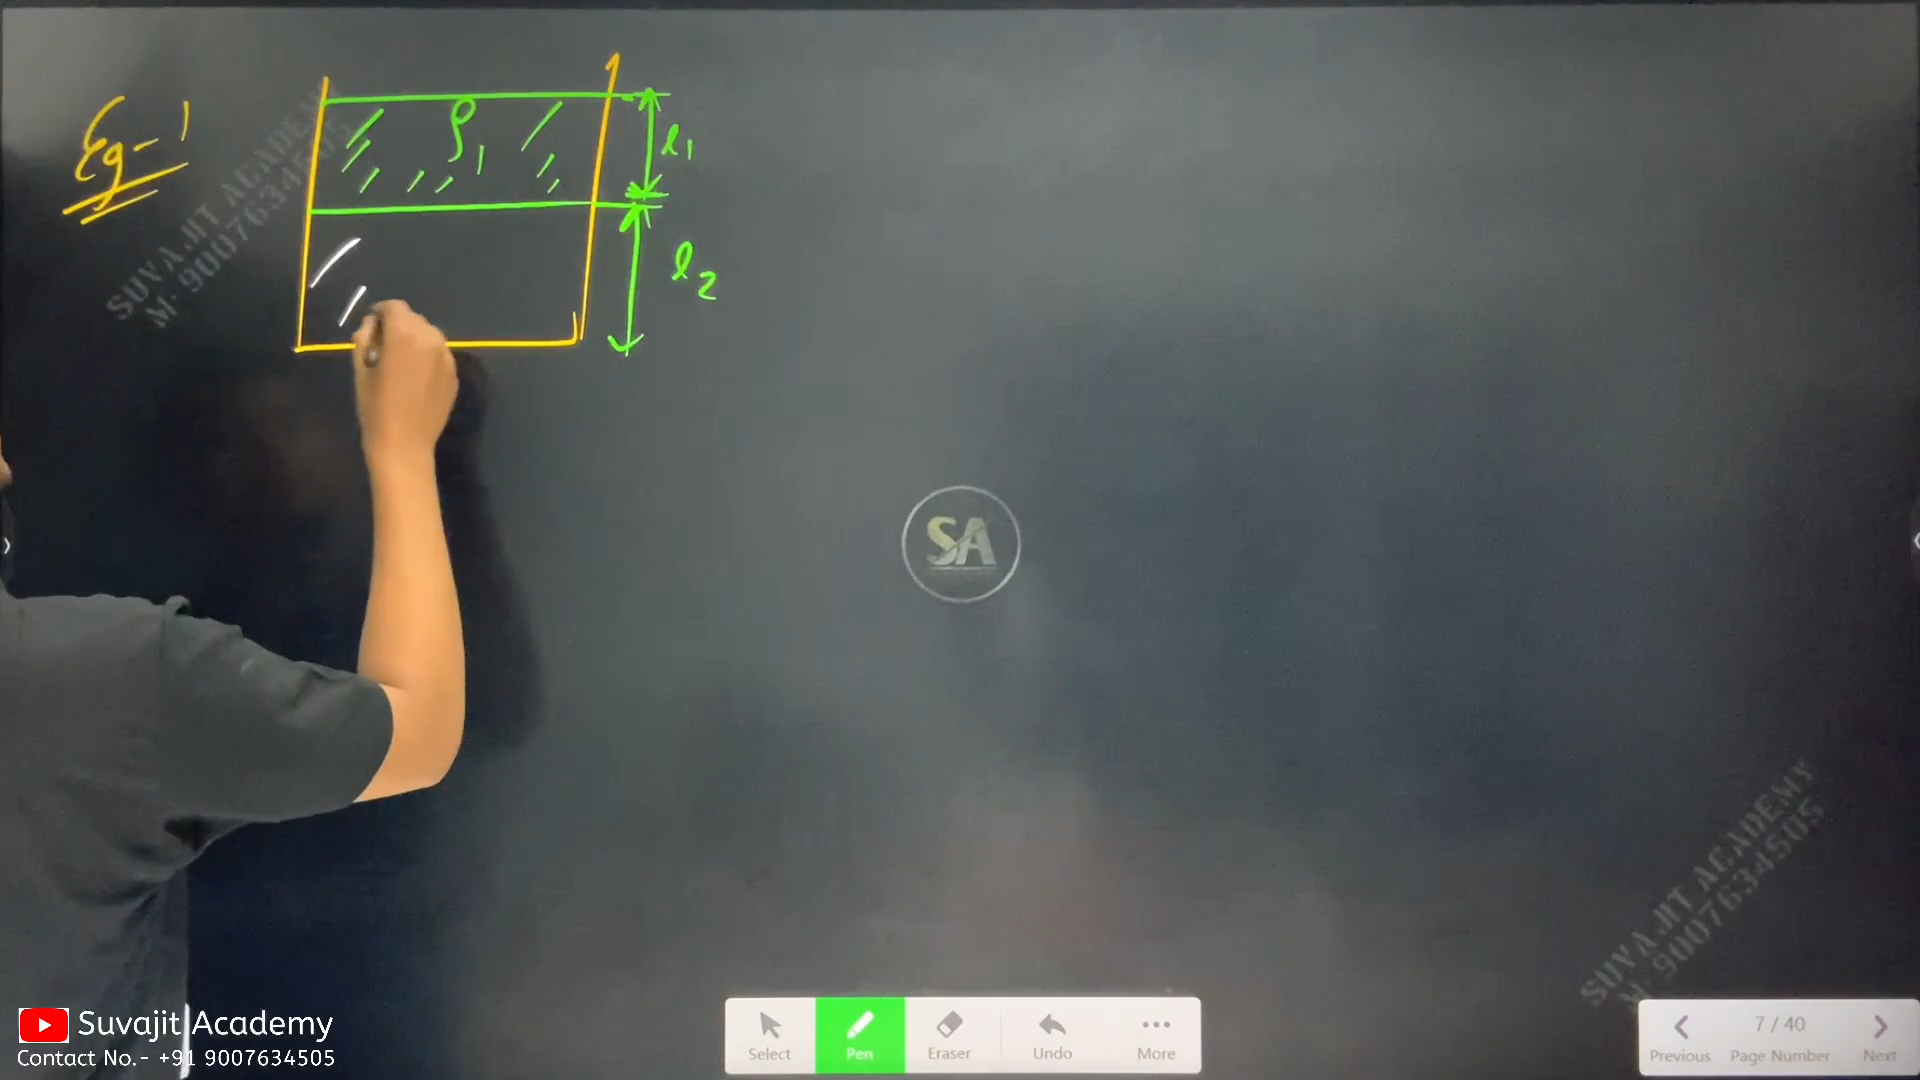 Eg-1
ρ1
l1
l2
SUVAJIT ACADEMY
M- 9007634505
SA
SUVAJIT ACADEMY
M- 9007634505
Suvajit Academy
Contact No.- +91 9007634505
Select
Pen
Eraser
Undo
More
7 / 40
Previous
Page Number
Next